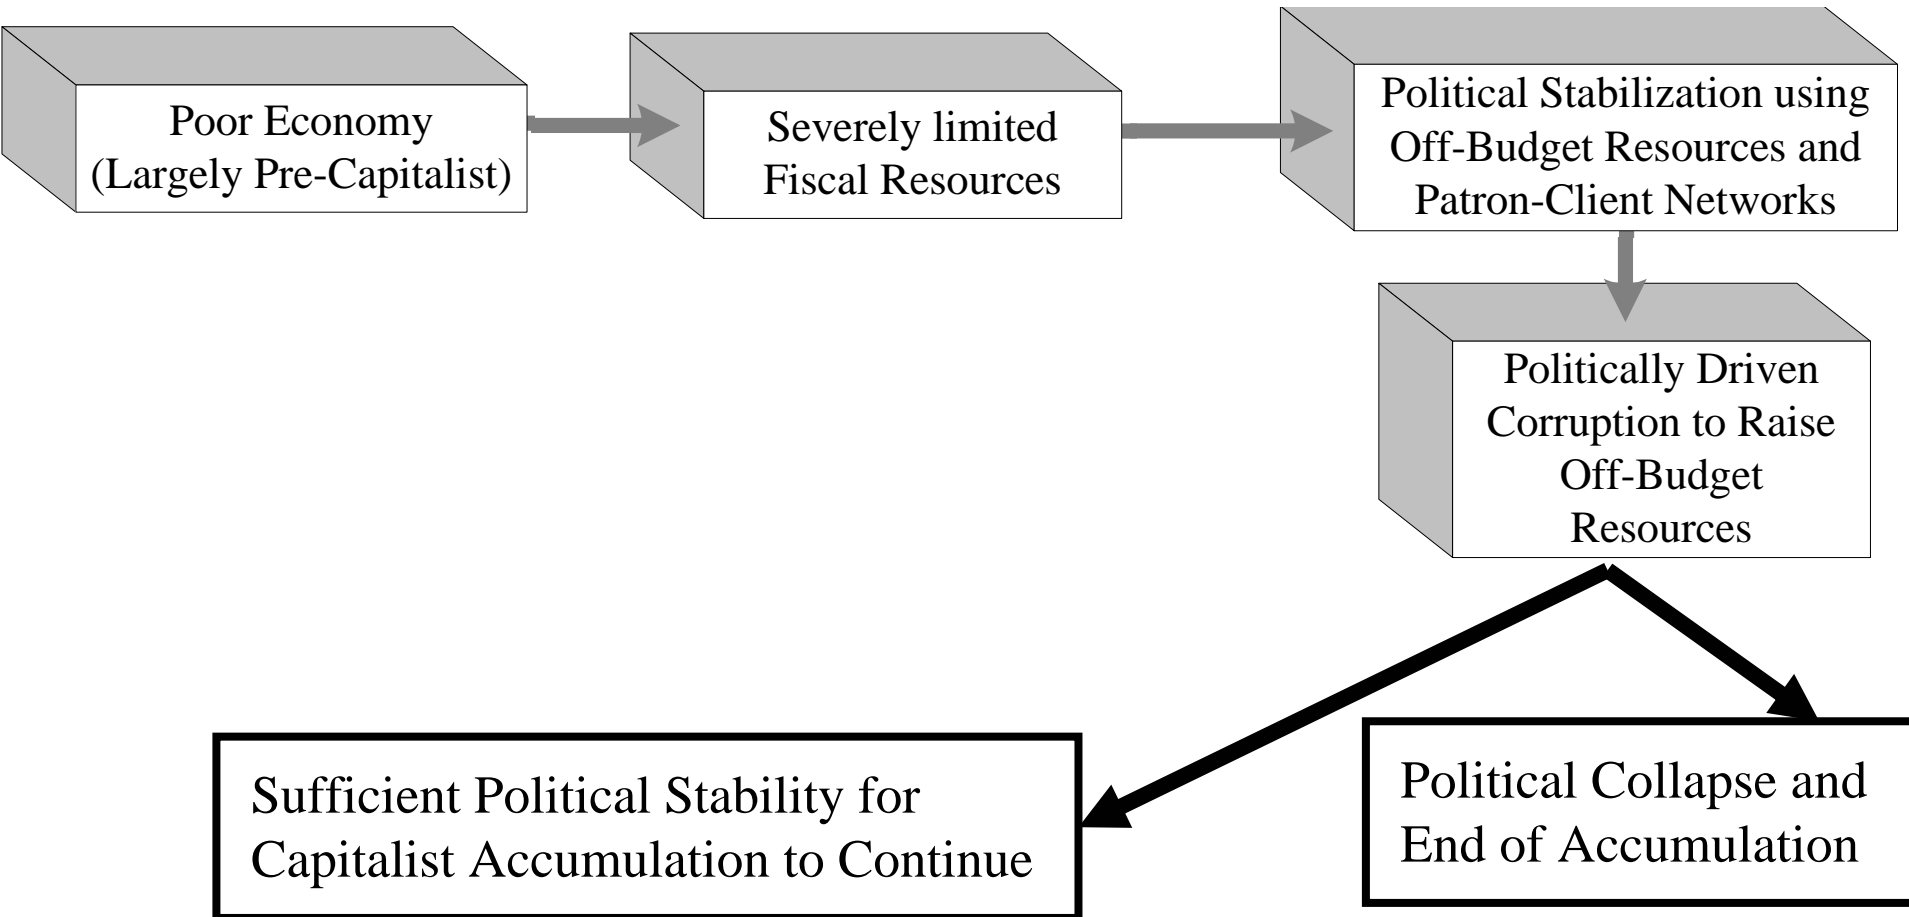 Poor Economy
(Largely Pre-Capitalist)
Severely limited
Fiscal Resources
Political Stabilization using
Off-Budget Resources and
Patron-Client Networks
Politically Driven
Corruption to Raise
Off-Budget
Resources
Sufficient Political Stability for
Capitalist Accumulation to Continue
Political Collapse and
End of Accumulation